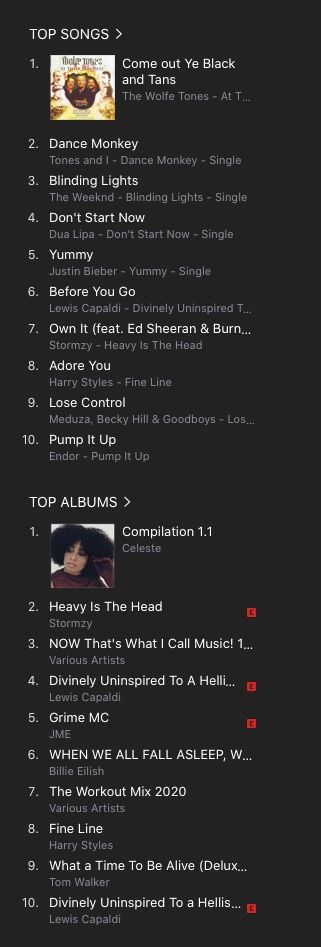 TOP SONGS >
1. Come out Ye Black
and Tans
The Wolfe Tones - At T...
2. Dance Monkey
Tones and I - Dance Monkey - Single
3. Blinding Lights
The Weeknd - Blinding Lights - Single
4. Don't Start Now
Dua Lipa - Don't Start Now - Single
5. Yummy
Justin Bieber - Yummy - Single
6. Before You Go
Lewis Capaldi - Divinely Uninspired T...
7. Own It (feat. Ed Sheeran & Burn...
Stormzy - Heavy Is The Head
8. Adore You
Harry Styles - Fine Line
9. Lose Control
Meduza, Becky Hill & Goodboys - Los...
10. Pump It Up
Endor - Pump It Up
TOP ALBUMS >
1. Compilation 1.1
Celeste
2. Heavy Is The Head E
Stormzy
3. NOW That's What I Call Music! 1...
Various Artists
4. Divinely Uninspired To A Helli... E
Lewis Capaldi
5. Grime MC E
JME
6. WHEN WE ALL FALL ASLEEP, W...
Billie Eilish
7. The Workout Mix 2020
Various Artists
8. Fine Line
Harry Styles
9. What a Time To Be Alive (Delux...
Tom Walker
10. Divinely Uninspired To a Hellis... E
Lewis Capaldi